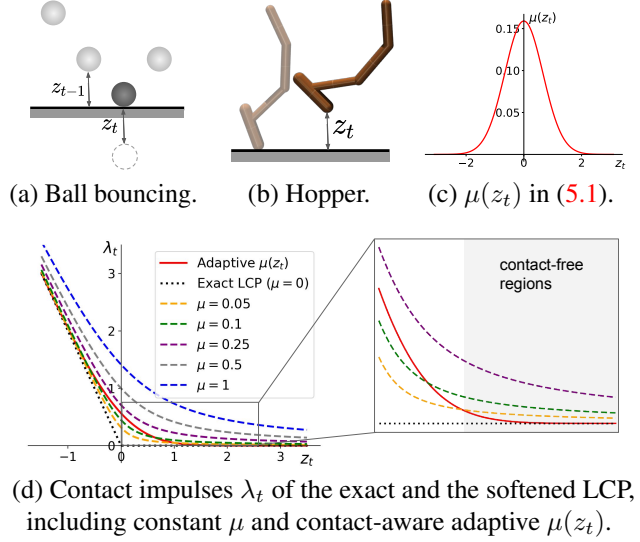 z_{t−1}
z_t
z_t
μ(z_t)
0.15
0.10
0.05
−2
0
2
z_t
(a) Ball bouncing.
(b) Hopper.
(c) μ(z_t) in (5.1).
λ_t
3
2
1
0
−1
0
1
2
3
z_t
Adaptive μ(z_t)
Exact LCP (μ = 0)
μ = 0.05
μ = 0.1
μ = 0.25
μ = 0.5
μ = 1
contact-free
regions
(d) Contact impulses λ_t of the exact and the softened LCP,
including constant μ and contact-aware adaptive μ(z_t).